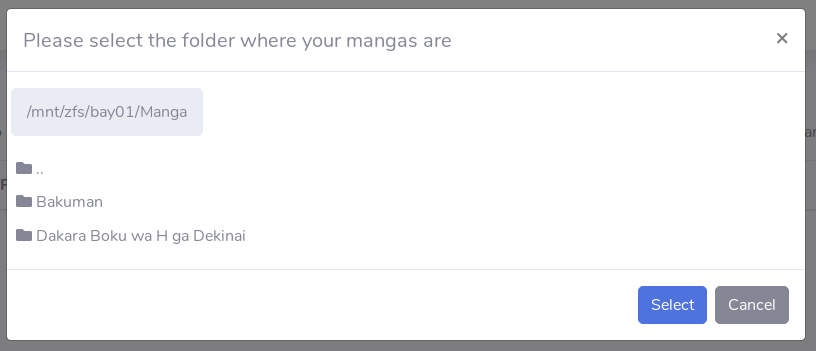 Please select the folder where your mangas are
×
/mnt/zfs/bay01/Manga
..
Bakuman
Dakara Boku wa H ga Dekinai
Select
Cancel